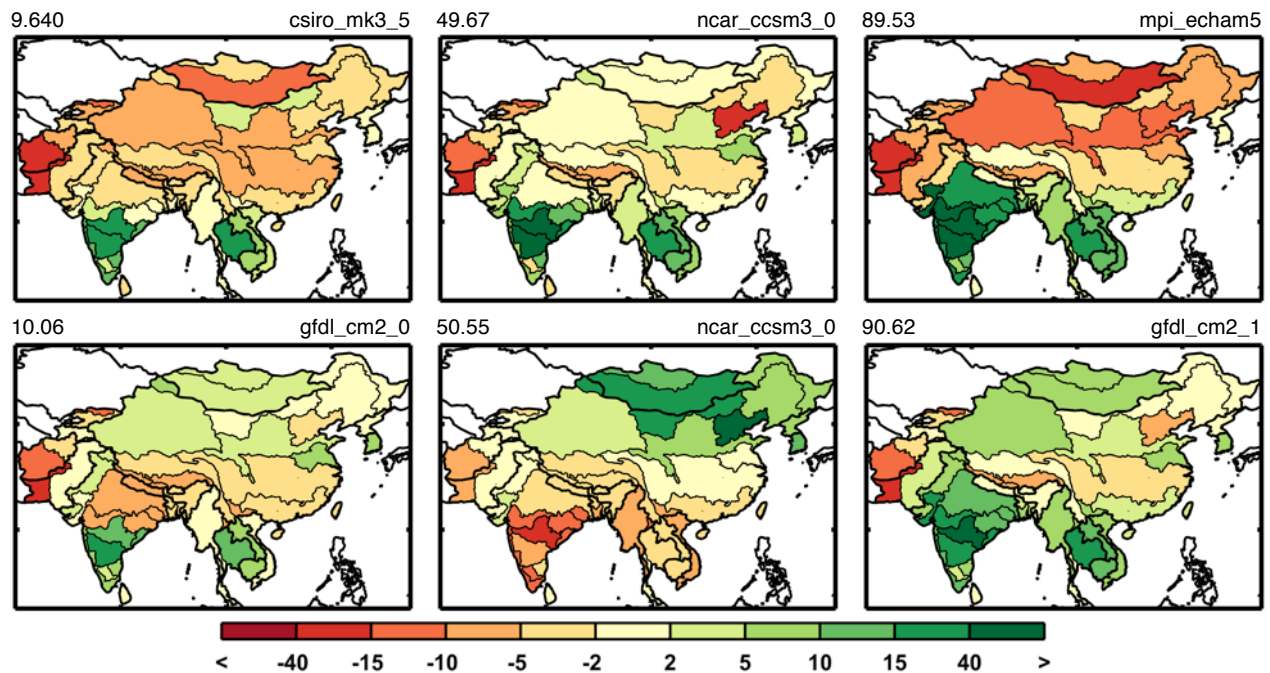 9.640 csiro_mk3_5 49.67 ncar_ccsm3_0 89.53 mpi_echam5
10.06 gfdl_cm2_0 50.55 ncar_ccsm3_0 90.62 gfdl_cm2_1
< -40 -15 -10 -5 -2 2 5 10 15 40 >